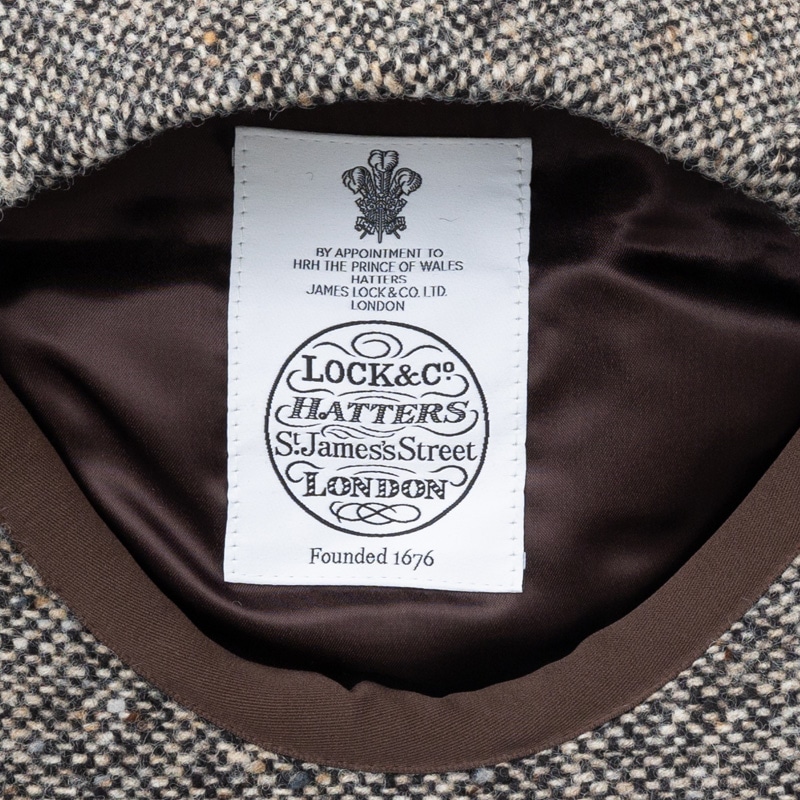 BY APPOINTMENT TO
HRH THE PRINCE OF WALES
HATTERS
JAMES LOCK & CO. LTD.
LONDON
LOCK & Co.
HATTERS
St. James's Street
LONDON
Founded 1676